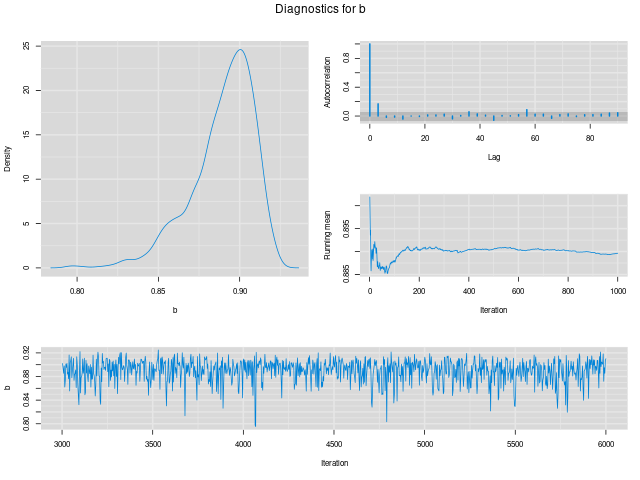 Diagnostics for b
Density
0 5 10 15 20 25
0.80 0.85 0.90
b
Autocorrelation
0.0 0.4 0.8
0 20 40 60 80
Lag
Running mean
0.885 0.895
0 200 400 600 800 1000
Iteration
b
0.80 0.84 0.88 0.92
3000 3500 4000 4500 5000 5500 6000
Iteration